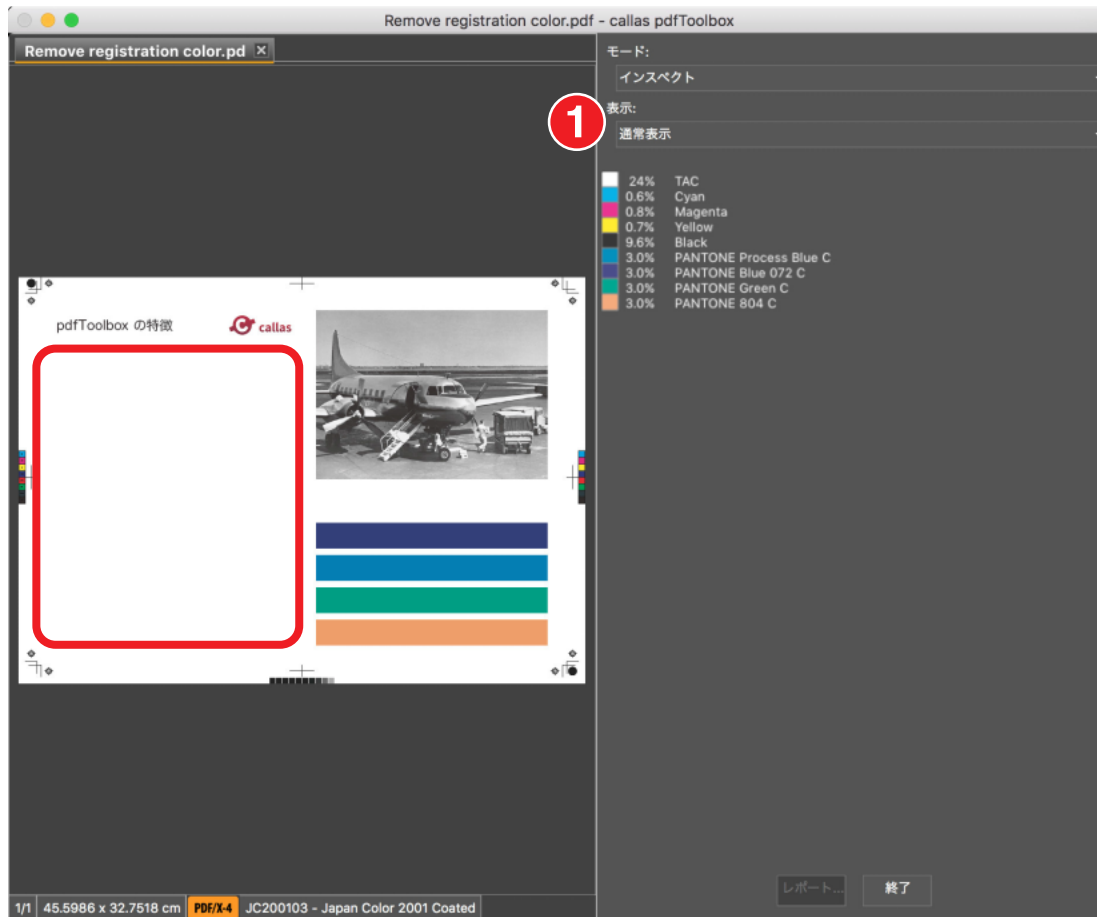 Remove registration color.pdf - callas pdfToolbox
Remove registration color.pd
モード:
インスペクト
1
表示:
通常表示
24% TAC
0.6% Cyan
0.8% Magenta
0.7% Yellow
9.6% Black
3.0% PANTONE Process Blue C
3.0% PANTONE Blue 072 C
3.0% PANTONE Green C
3.0% PANTONE 804 C
pdfToolbox の特徴
callas
レポート...
終了
1/1 45.5986 x 32.7518 cm PDF/X-4 JC200103 - Japan Color 2001 Coated